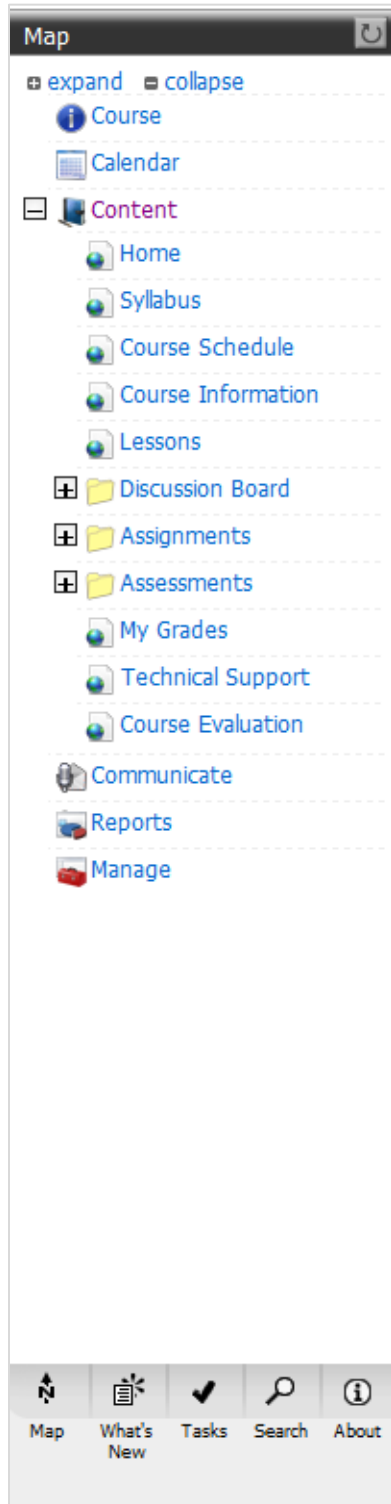 Map
expand collapse
Course
Calendar
Content
Home
Syllabus
Course Schedule
Course Information
Lessons
Discussion Board
Assignments
Assessments
My Grades
Technical Support
Course Evaluation
Communicate
Reports
Manage
N
Map What's New Tasks Search About